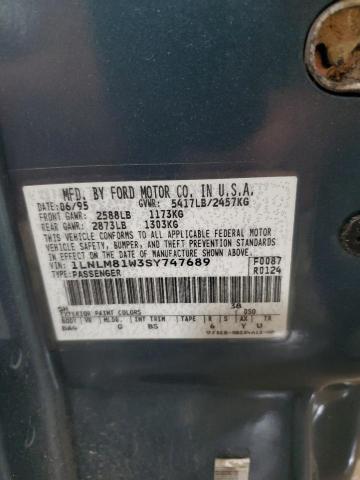 MFD. BY FORD MOTOR CO. IN U.S.A.
DATE: 06/95 GVWR: 5417LB/2457KG
FRONT GAWR: 2588LB 1173KG
REAR GAWR: 2873LB 1303KG
THIS VEHICLE CONFORMS TO ALL APPLICABLE FEDERAL MOTOR
VEHICLE SAFETY, BUMPER, AND THEFT PREVENTION STANDARDS
IN EFFECT ON THE DATE OF MANUFACTURE SHOWN ABOVE.
VIN: 1LNLM81W3SY747689 F0087
TYPE: PASSENGER R0124
SH 38
EXTERIOR PAINT COLORS DSO
BODY VR MLDG. INT TRIM TAPE R S AX TR
G BS 6 Y U